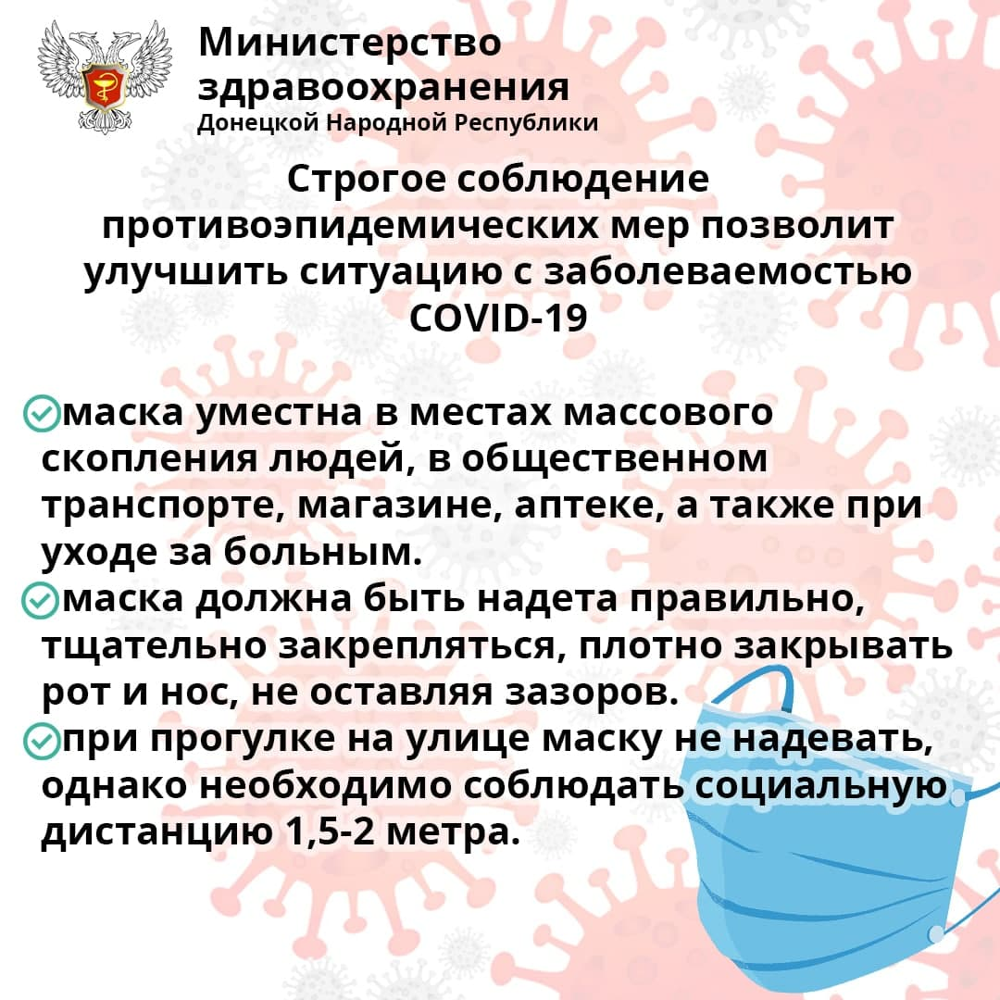 Министерство
здравоохранения
Донецкой Народной Республики
Строгое соблюдение
противоэпидемических мер позволит
улучшить ситуацию с заболеваемостью
COVID-19
маска уместна в местах массового
скопления людей, в общественном
транспорте, магазине, аптеке, а также при
уходе за больным.
маска должна быть надета правильно,
тщательно закрепляться, плотно закрывать
рот и нос, не оставляя зазоров.
при прогулке на улице маску не надевать,
однако необходимо соблюдать социальную
дистанцию 1,5-2 метра.